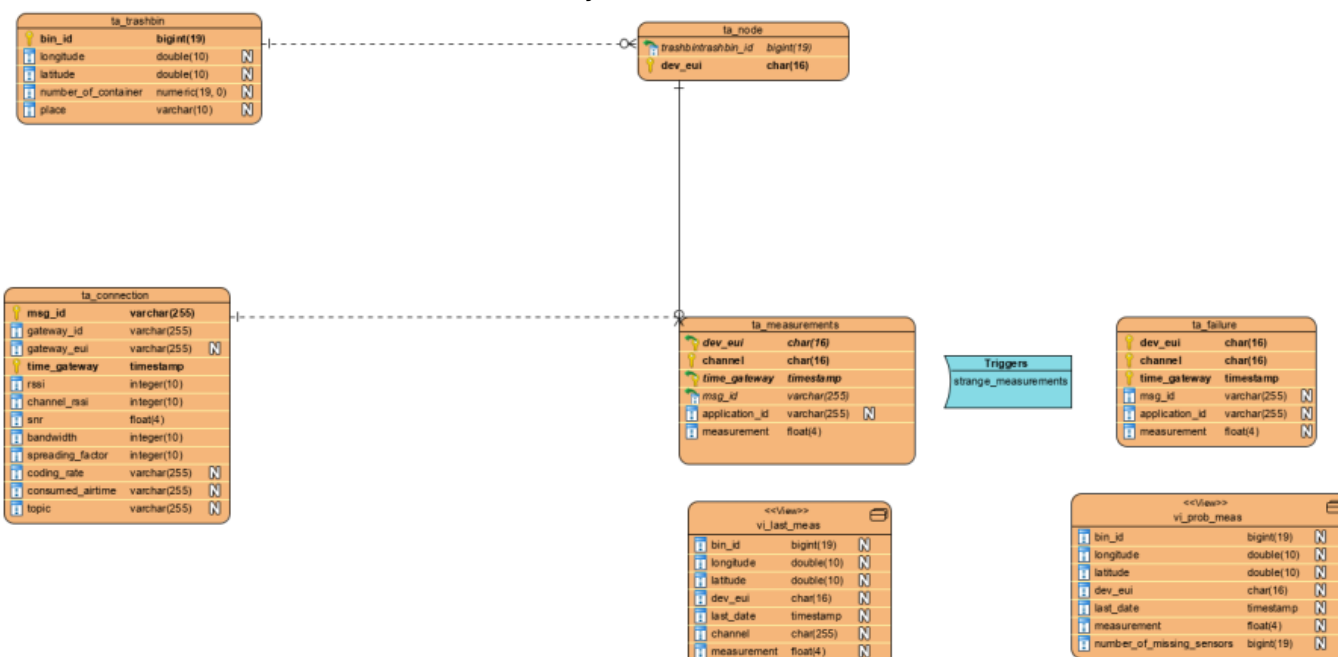 ta_trashbin
bin_id bigint(19)
longitude double(10) N
latitude double(10) N
number_of_container numeric(19, 0) N
place varchar(10) N
ta_node
trashbintrashbin_id bigint(19)
dev_eui char(16)
ta_connection
msg_id varchar(255)
gateway_id varchar(255)
gateway_eui varchar(255) N
time_gateway timestamp
rssi integer(10)
channel_rssi integer(10)
snr float(4)
bandwidth integer(10)
spreading_factor integer(10)
coding_rate varchar(255) N
consumed_airtime varchar(255) N
topic varchar(255) N
ta_measurements
dev_eui char(16)
channel char(16)
time_gateway timestamp
msg_id varchar(255)
application_id varchar(255) N
measurement float(4)
Triggers
strange_measurements
ta_failure
dev_eui char(16)
channel char(16)
time_gateway timestamp
msg_id varchar(255) N
application_id varchar(255) N
measurement float(4) N
<<View>>
vi_last_meas
bin_id bigint(19) N
longitude double(10) N
latitude double(10) N
dev_eui char(16) N
last_date timestamp N
channel char(255) N
measurement float(4) N
<<View>>
vi_prob_meas
bin_id bigint(19) N
longitude double(10) N
latitude double(10) N
dev_eui char(16) N
last_date timestamp N
measurement float(4) N
number_of_missing_sensors bigint(19) N